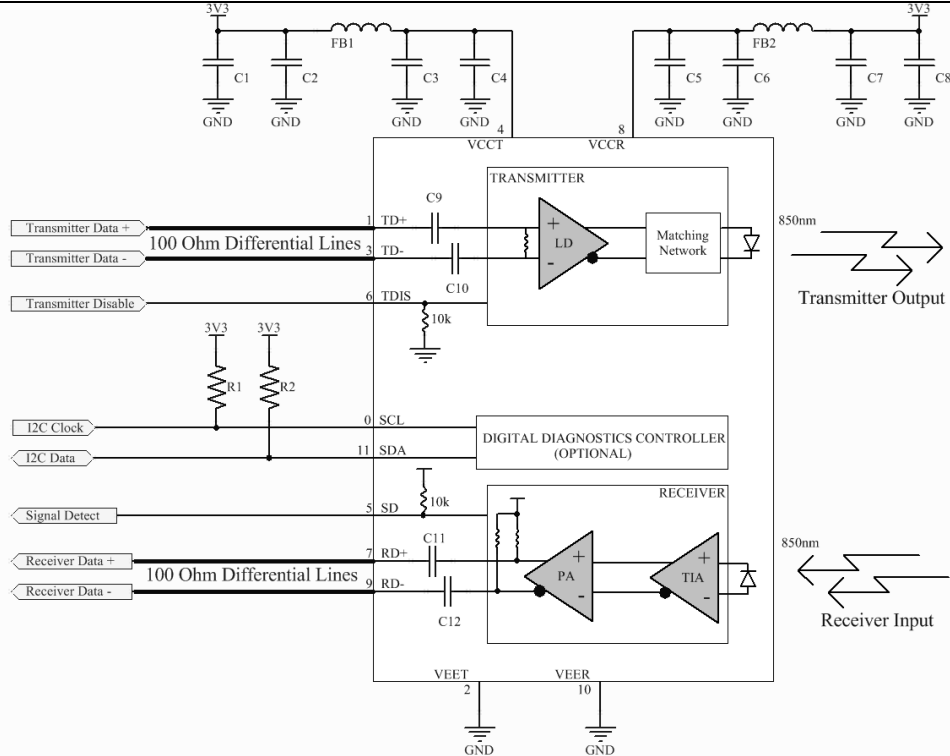 3V3
3V3
FB1
FB2
C1
C2
C3
C4
C5
C6
C7
C8
GND
GND
GND
GND
GND
GND
GND
GND
4
8
VCCT
VCCR
TRANSMITTER
C9
850nm
Transmitter Data +
1 TD+
100 Ohm Differential Lines
+
LD
-
Matching
Network
Transmitter Data -
3 TD-
C10
Transmitter Output
Transmitter Disable
6 TDIS
10k
3V3
3V3
R1
R2
I2C Clock
0 SCL
DIGITAL DIAGNOSTICS CONTROLLER
(OPTIONAL)
I2C Data
11 SDA
RECEIVER
10k
Signal Detect
5 SD
C11
850nm
Receiver Data +
7 RD+
100 Ohm Differential Lines
+
PA
-
+
TIA
-
Receiver Data -
9 RD-
C12
Receiver Input
VEET
VEER
2
10
GND
GND